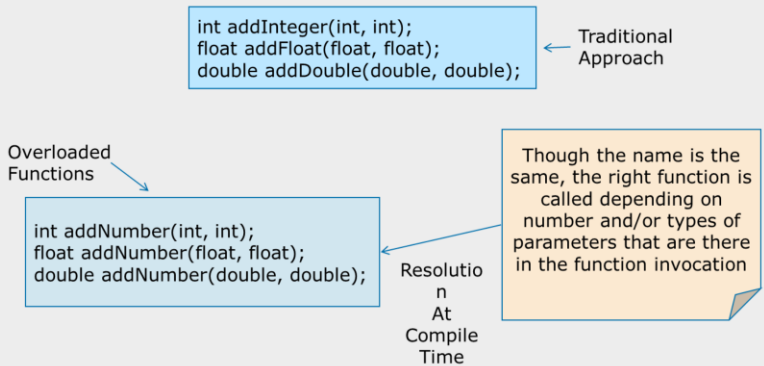 int addInteger(int, int);
float addFloat(float, float);
double addDouble(double, double);
Traditional
Approach
Overloaded
Functions
int addNumber(int, int);
float addNumber(float, float);
double addNumber(double, double);
Though the name is the
same, the right function is
called depending on
number and/or types of
parameters that are there
in the function invocation
Resolutio
n
At
Compile
Time